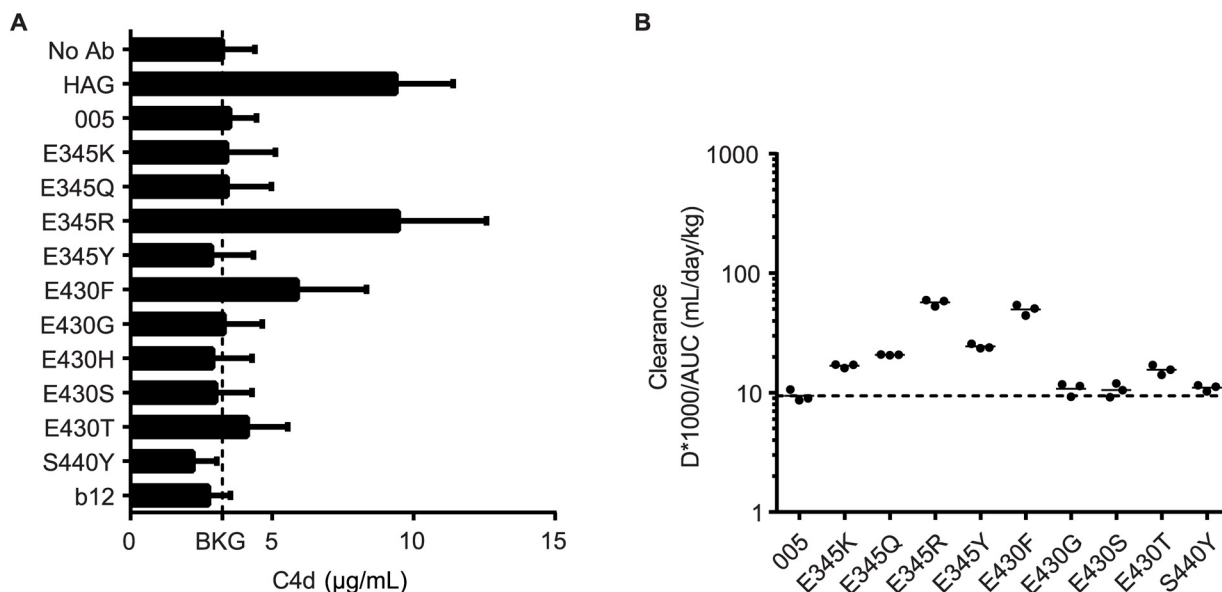 A
No Ab
HAG
005
E345K
E345Q
E345R
E345Y
E430F
E430G
E430H
E430S
E430T
S440Y
b12
0 BKG 5 10 15
C4d (µg/mL)
B
Clearance
D*1000/AUC (mL/day/kg)
1000
100
10
1
005 E345K E345Q E345R E345Y E430F E430G E430S E430T S440Y